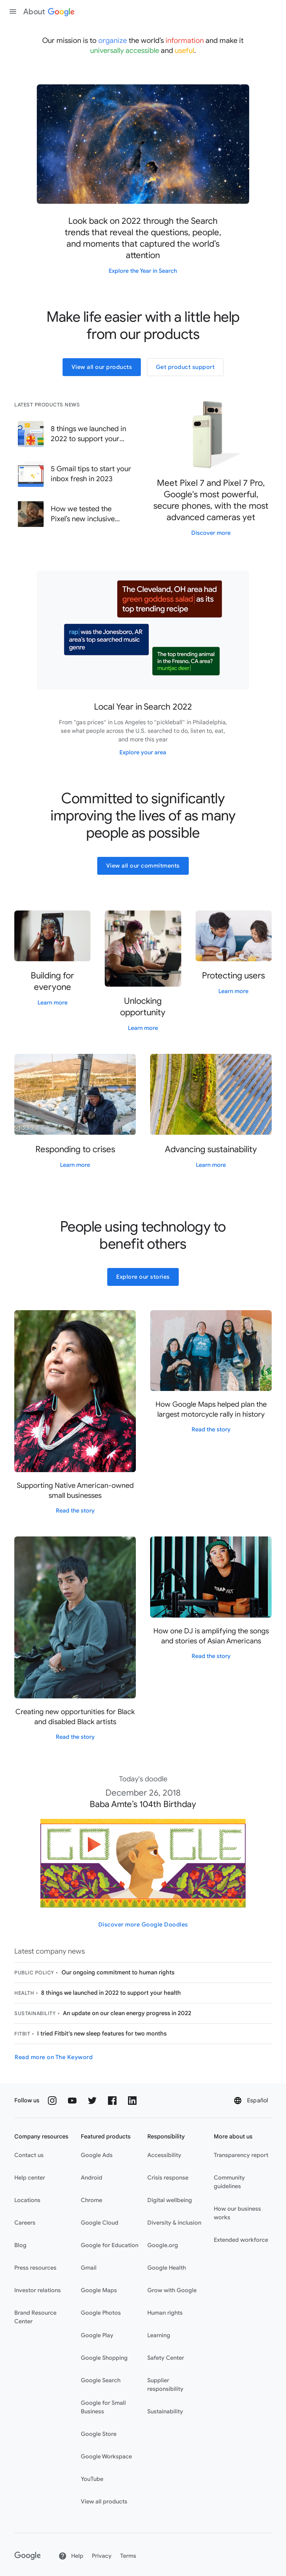 About Google
Our mission is to organize the world's information and make it
universally accessible and useful.
Look back on 2022 through the Search
trends that reveal the questions, people,
and moments that captured the world's
attention
Explore the Year in Search
Make life easier with a little help
from our products
View all our products
Get product support
LATEST PRODUCTS NEWS
8 things we launched in
2022 to support your...
5 Gmail tips to start your
inbox fresh in 2023
How we tested the
Pixel's new inclusive...
Meet Pixel 7 and Pixel 7 Pro,
Google's most powerful,
secure phones, with the most
advanced cameras yet
Discover more
The Cleveland, OH area had
green goddess salad as its
top trending recipe
rap was the Jonesboro, AR
area's top searched music
genre
The top trending animal
in the Fresno, CA area?
muntjac deer
Local Year in Search 2022
From "gas prices" in Los Angeles to "pickleball" in Philadelphia,
see what people across the U.S. searched to do, listen to, eat,
and more this year
Explore your area
Committed to significantly
improving the lives of as many
people as possible
View all our commitments
Building for
everyone
Learn more
Unlocking
opportunity
Learn more
Protecting users
Learn more
Responding to crises
Learn more
Advancing sustainability
Learn more
People using technology to
benefit others
Explore our stories
Supporting Native American-owned
small businesses
Read the story
How Google Maps helped plan the
largest motorcycle rally in history
Read the story
Creating new opportunities for Black
and disabled Black artists
Read the story
How one DJ is amplifying the songs
and stories of Asian Americans
Read the story
Today's doodle
December 26, 2018
Baba Amte's 104th Birthday
Discover more Google Doodles
Latest company news
PUBLIC POLICY • Our ongoing commitment to human rights
HEALTH • 8 things we launched in 2022 to support your health
SUSTAINABILITY • An update on our clean energy progress in 2022
FITBIT • I tried Fitbit's new sleep features for two months
Read more on The Keyword
Follow us
Español
Company resources
Contact us
Help center
Locations
Careers
Blog
Press resources
Investor relations
Brand Resource
Center
Featured products
Google Ads
Android
Chrome
Google Cloud
Google for Education
Gmail
Google Maps
Google Photos
Google Play
Google Shopping
Google Search
Google for Small
Business
Google Store
Google Workspace
YouTube
View all products
Responsibility
Accessibility
Crisis response
Digital wellbeing
Diversity & inclusion
Google.org
Google Health
Grow with Google
Human rights
Learning
Safety Center
Supplier
responsibility
Sustainability
More about us
Transparency report
Community
guidelines
How our business
works
Extended workforce
Google
Help
Privacy
Terms